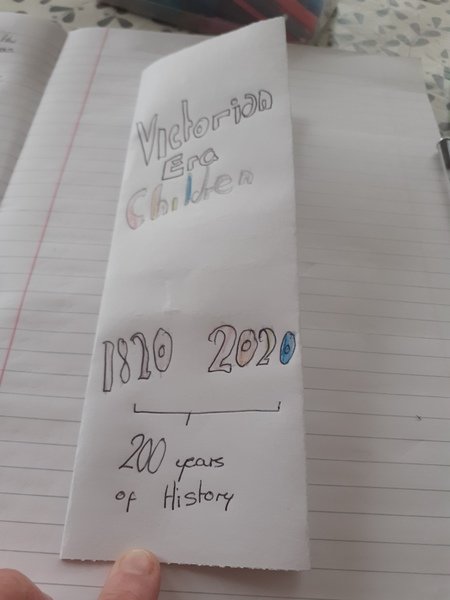 Victorian
Era
Children
1820 2020
200 years
of History